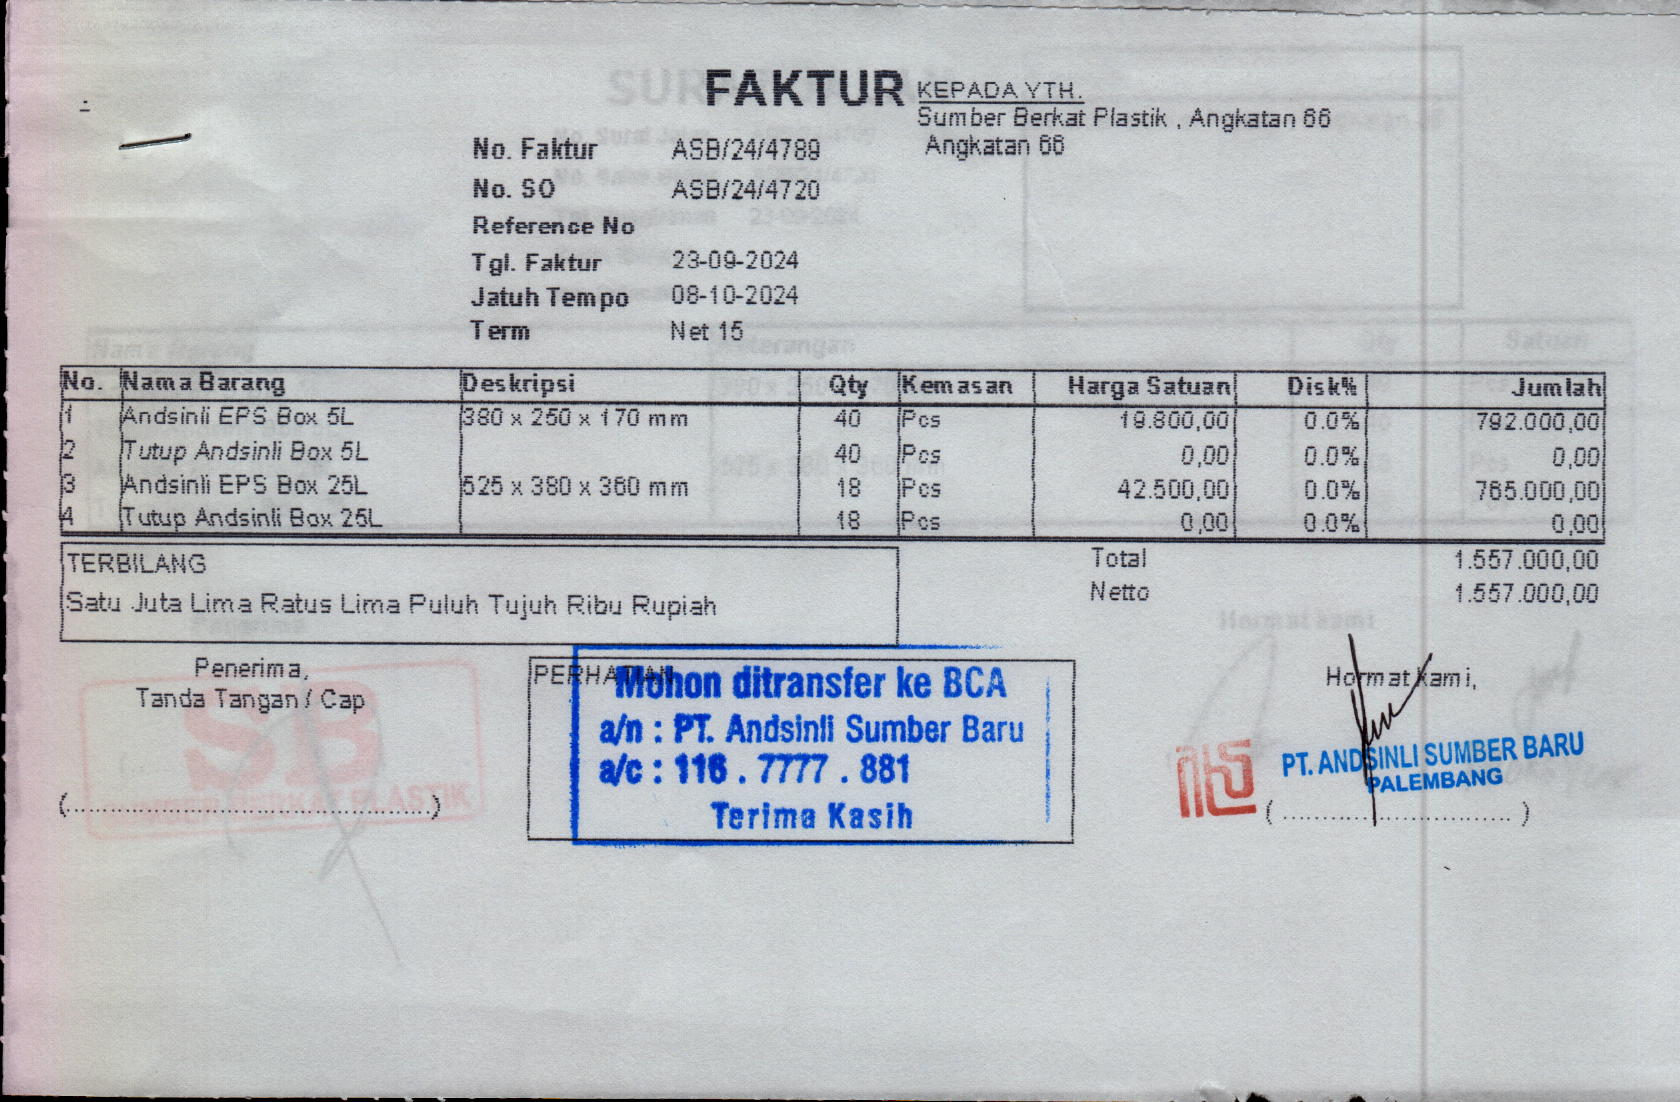 FAKTUR
KEPADA YTH.
Sumber Berkat Plastik , Angkatan 66
Angkatan 66
No. Faktur ASB/24/4789
No. SO ASB/24/4720
Reference No
Tgl. Faktur 23-09-2024
Jatuh Tempo 08-10-2024
Term Net 15
No. Nama Barang Deskripsi Qty Kemasan Harga Satuan Disk% Jumlah
1 Andsinli EPS Box 5L 380 x 250 x 170 mm 40 Pcs 19.800,00 0.0% 792.000,00
2 Tutup Andsinli Box 5L 40 Pcs 0,00 0.0% 0,00
3 Andsinli EPS Box 25L 525 x 380 x 360 mm 18 Pcs 42.500,00 0.0% 765.000,00
4 Tutup Andsinli Box 25L 18 Pcs 0,00 0.0% 0,00
TERBILANG
Satu Juta Lima Ratus Lima Puluh Tujuh Ribu Rupiah
Total 1.557.000,00
Netto 1.557.000,00
Penerima,
Tanda Tangan / Cap
SB
SUMBER BERKAT PLASTIK
(..............................................)
PERHATIAN
Mohon ditransfer ke BCA
a/n : PT. Andsinli Sumber Baru
a/c : 116 . 7777 . 881
Terima Kasih
Hormat Kami,
PT. ANDSINLI SUMBER BARU
PALEMBANG
( ............................. )